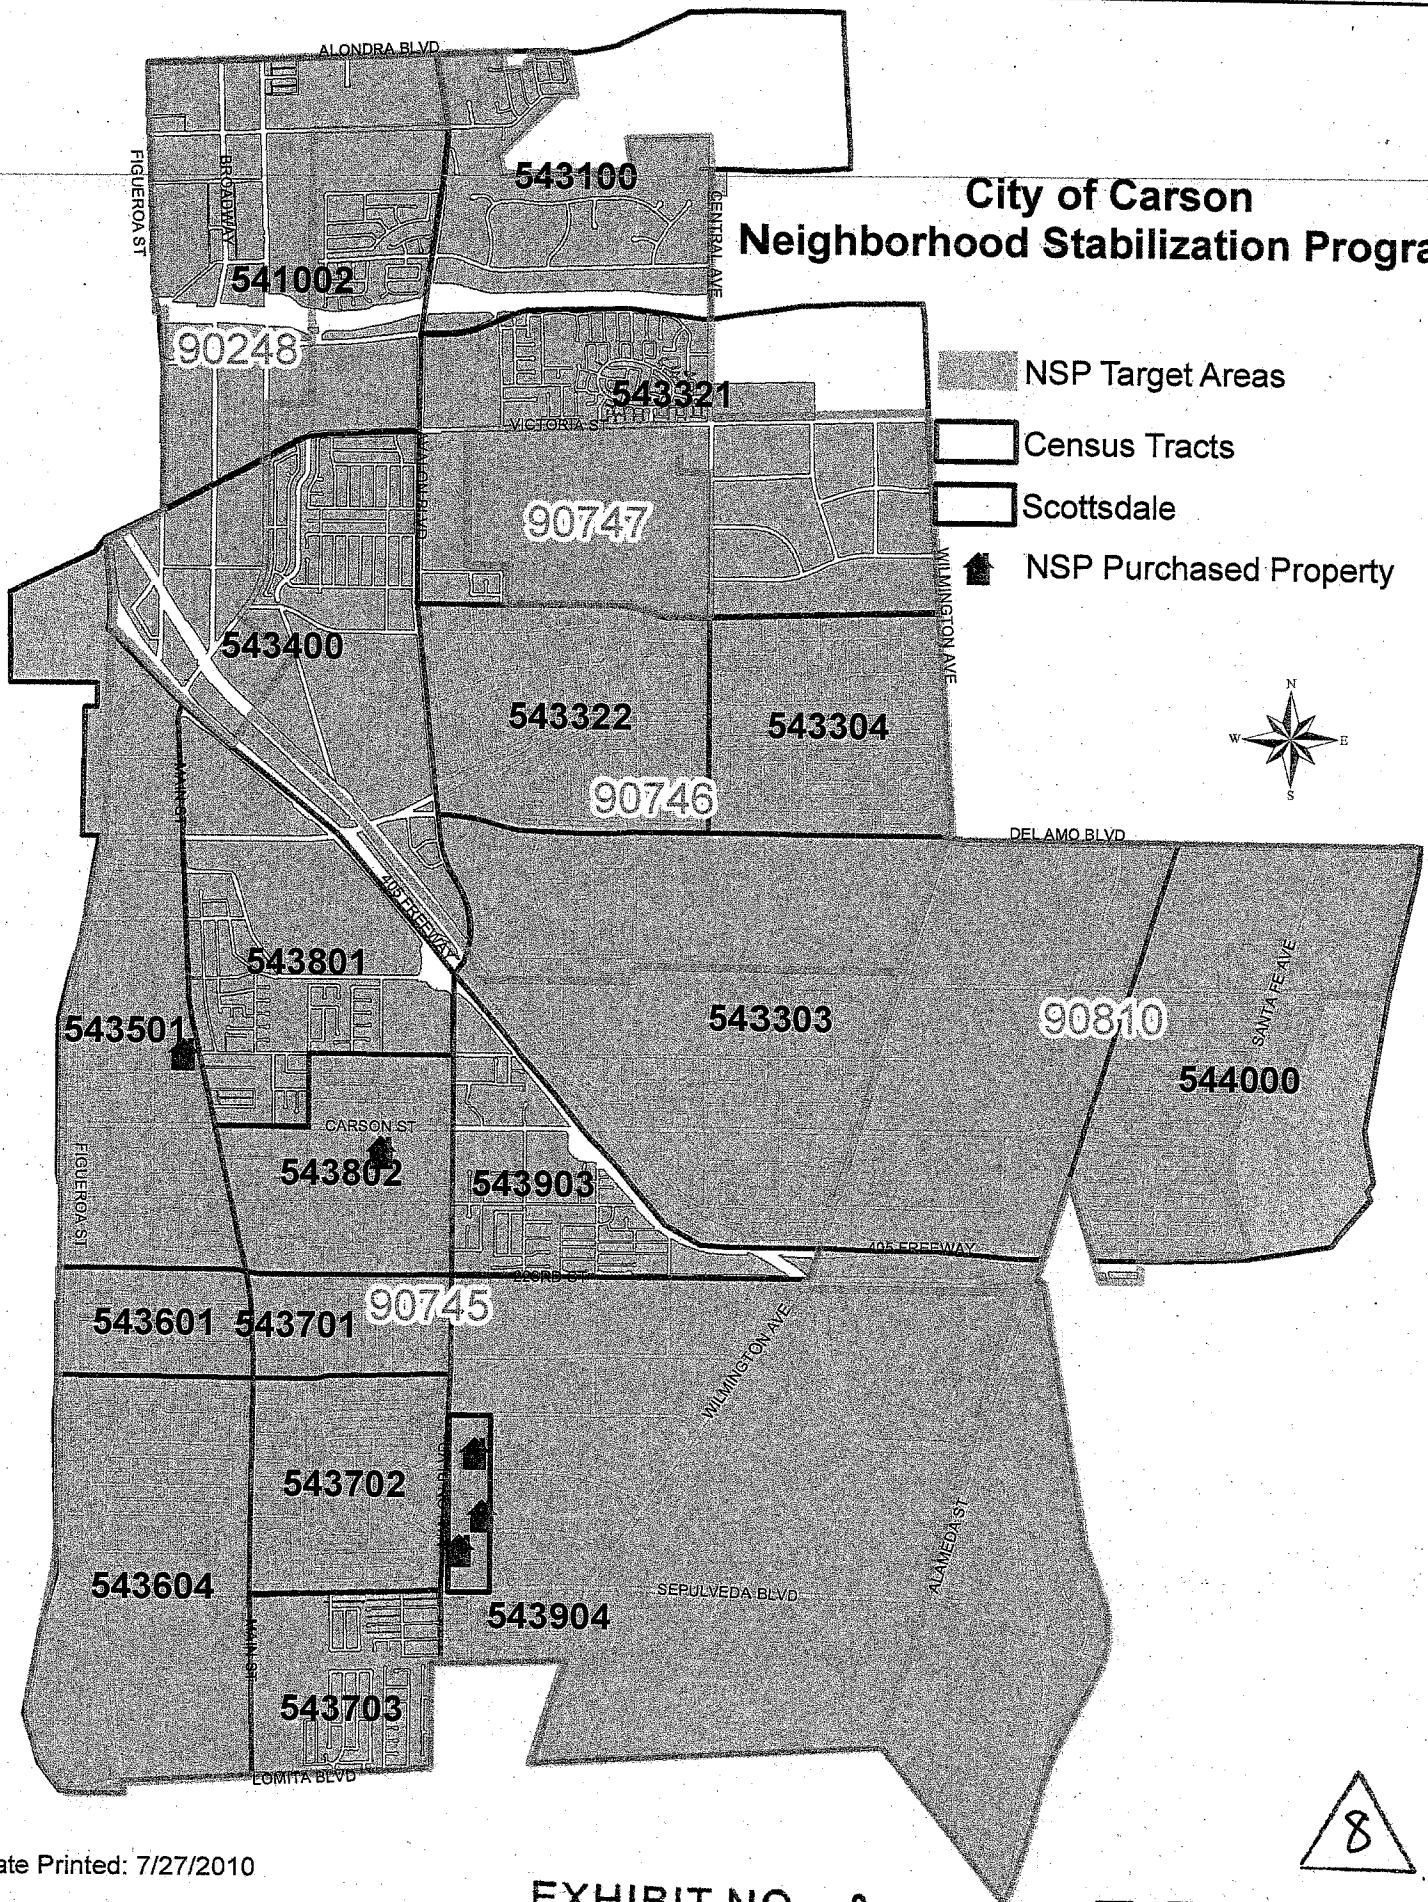 ALONDRA BLVD
FIGUEROA ST
BROADWAY
543100
CENTRAL AVE
City of Carson
Neighborhood Stabilization Progra
541002
90248
NSP Target Areas
543321
VICTORIA ST
Census Tracts
90747
Scottsdale
NSP Purchased Property
WILMINGTON AVE
543400
543322
543304
N
W
E
S
MAIN ST
90746
DEL AMO BLVD
405 FREEWAY
543801
543501
543303
90810
SANTA FE AVE
544000
CARSON ST
543802
543903
FIGUEROA ST
405 FREEWAY
223RD ST
90745
543601
543701
WILMINGTON AVE
543702
543604
ALAMEDA ST
SEPULVEDA BLVD
543904
MAIN ST
543703
LOMITA BLVD
8
ate Printed: 7/27/2010
EXHIBIT NO.